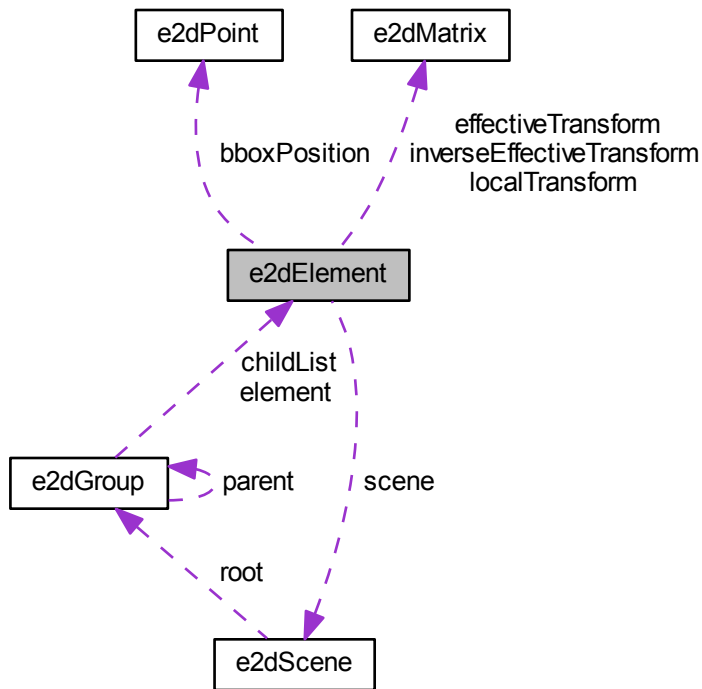 e2dPoint
e2dMatrix
effectiveTransform
bboxPosition
inverseEffectiveTransform
localTransform
e2dElement
childList
element
e2dGroup
parent
scene
root
e2dScene